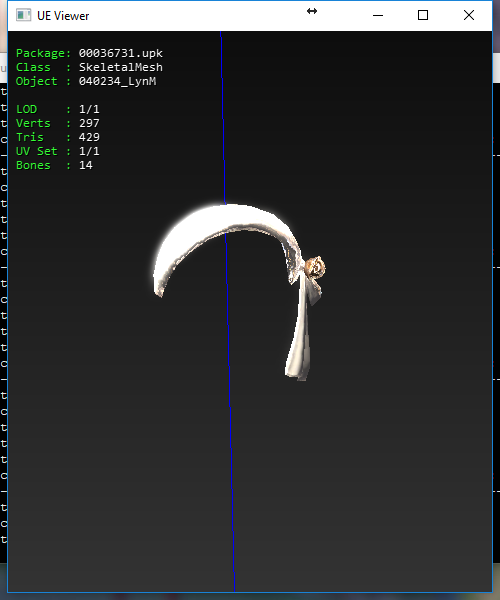 UE Viewer
Package: 00036731.upk
Class : SkeletalMesh
Object : 040234_LynM
LOD : 1/1
Verts : 297
Tris : 429
UV Set : 1/1
Bones : 14